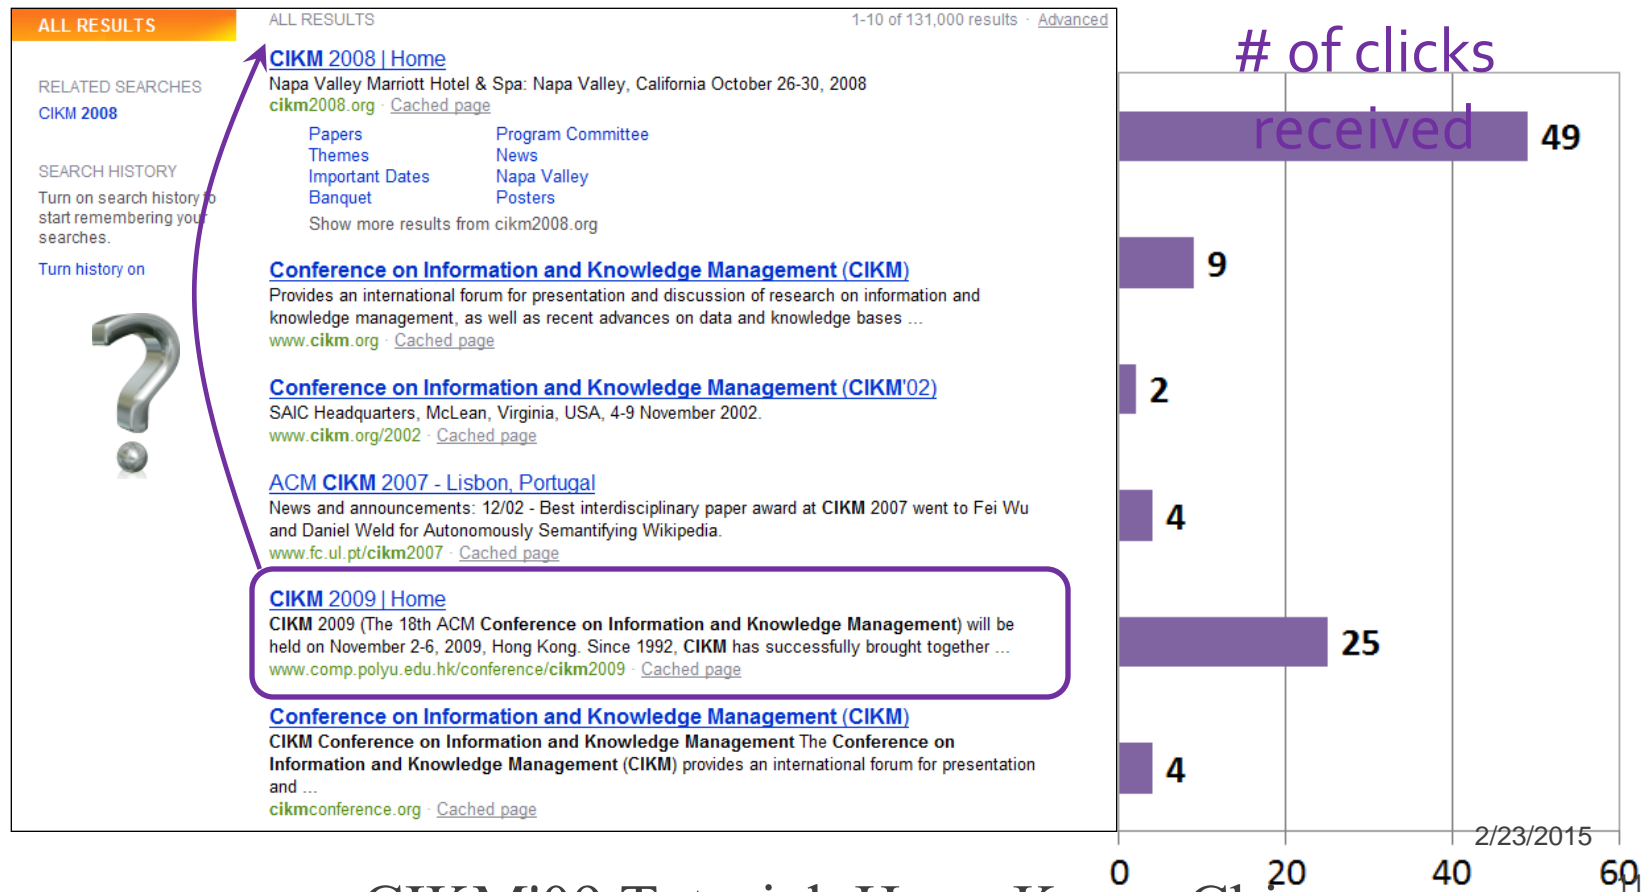 ALL RESULTS
RELATED SEARCHES
CIKM 2008
SEARCH HISTORY
Turn on search history to
start remembering your
searches.
Turn history on
ALL RESULTS
1-10 of 131,000 results · Advanced
CIKM 2008 | Home
Napa Valley Marriott Hotel & Spa: Napa Valley, California October 26-30, 2008
cikm2008.org · Cached page
Papers Program Committee
Themes News
Important Dates Napa Valley
Banquet Posters
Show more results from cikm2008.org
Conference on Information and Knowledge Management (CIKM)
Provides an international forum for presentation and discussion of research on information and
knowledge management, as well as recent advances on data and knowledge bases ...
www.cikm.org · Cached page
Conference on Information and Knowledge Management (CIKM'02)
SAIC Headquarters, McLean, Virginia, USA, 4-9 November 2002.
www.cikm.org/2002 · Cached page
ACM CIKM 2007 - Lisbon, Portugal
News and announcements: 12/02 - Best interdisciplinary paper award at CIKM 2007 went to Fei Wu
and Daniel Weld for Autonomously Semantifying Wikipedia.
www.fc.ul.pt/cikm2007 · Cached page
CIKM 2009 | Home
CIKM 2009 (The 18th ACM Conference on Information and Knowledge Management) will be
held on November 2-6, 2009, Hong Kong. Since 1992, CIKM has successfully brought together ...
www.comp.polyu.edu.hk/conference/cikm2009 · Cached page
Conference on Information and Knowledge Management (CIKM)
CIKM Conference on Information and Knowledge Management The Conference on
Information and Knowledge Management (CIKM) provides an international forum for presentation
and ...
cikmconference.org · Cached page
# of clicks
received
49
9
2
4
25
4
2/23/2015
0 20 40 60
CIKM'09 Tutorial, Hong Kong